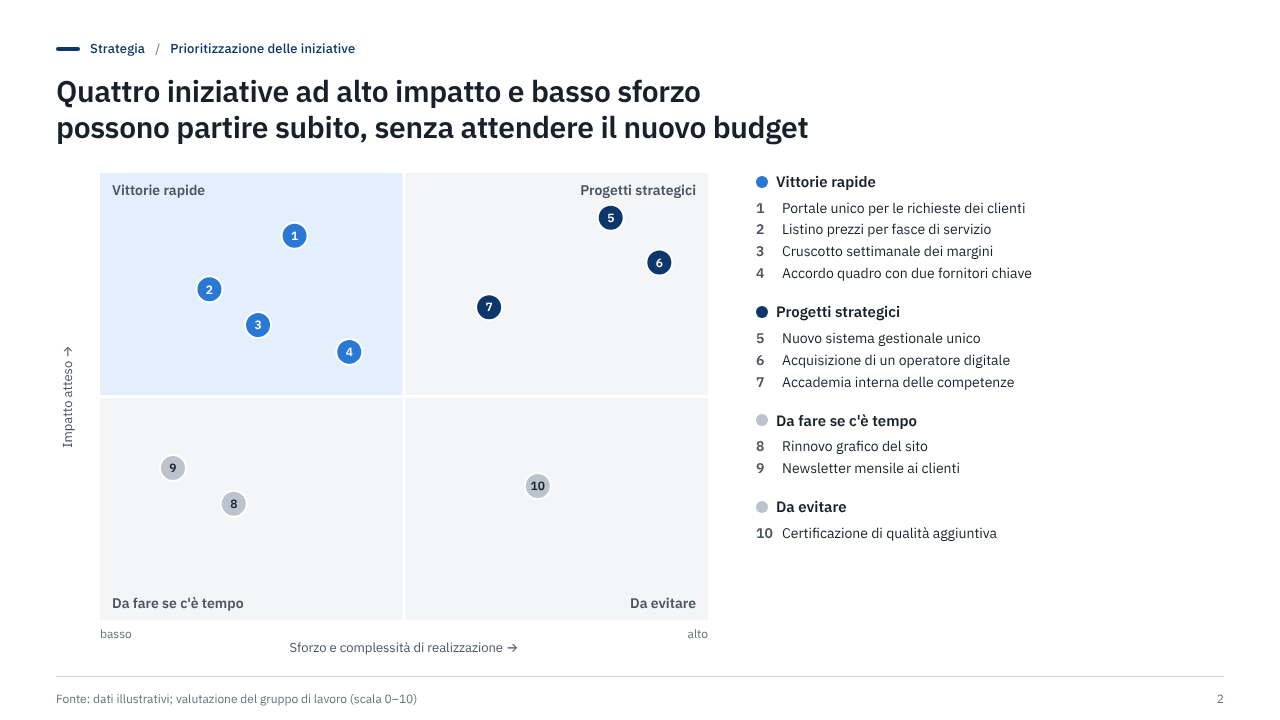 Strategia / Prioritizzazione delle iniziative
Quattro iniziative ad alto impatto e basso sforzo
possono partire subito, senza attendere il nuovo budget
Impatto atteso →
Vittorie rapide
Progetti strategici
1
2
3
4
5
6
7
9
8
10
Da fare se c'è tempo
Da evitare
basso
alto
Sforzo e complessità di realizzazione →
Vittorie rapide
1 Portale unico per le richieste dei clienti
2 Listino prezzi per fasce di servizio
3 Cruscotto settimanale dei margini
4 Accordo quadro con due fornitori chiave
Progetti strategici
5 Nuovo sistema gestionale unico
6 Acquisizione di un operatore digitale
7 Accademia interna delle competenze
Da fare se c'è tempo
8 Rinnovo grafico del sito
9 Newsletter mensile ai clienti
Da evitare
10 Certificazione di qualità aggiuntiva
Fonte: dati illustrativi; valutazione del gruppo di lavoro (scala 0–10)
2